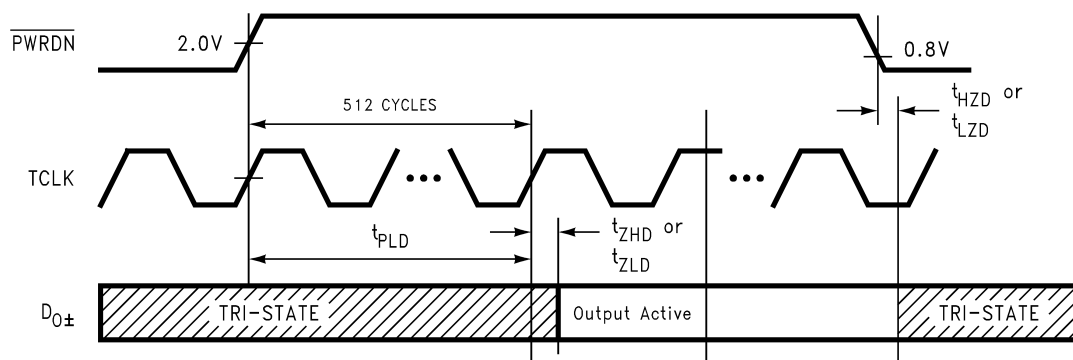 PWRDN
2.0V
0.8V
512 CYCLES
tHZD or
tLZD
TCLK
•••
•••
tPLD
tZHD or
tZLD
DO±
TRI-STATE
Output Active
TRI-STATE